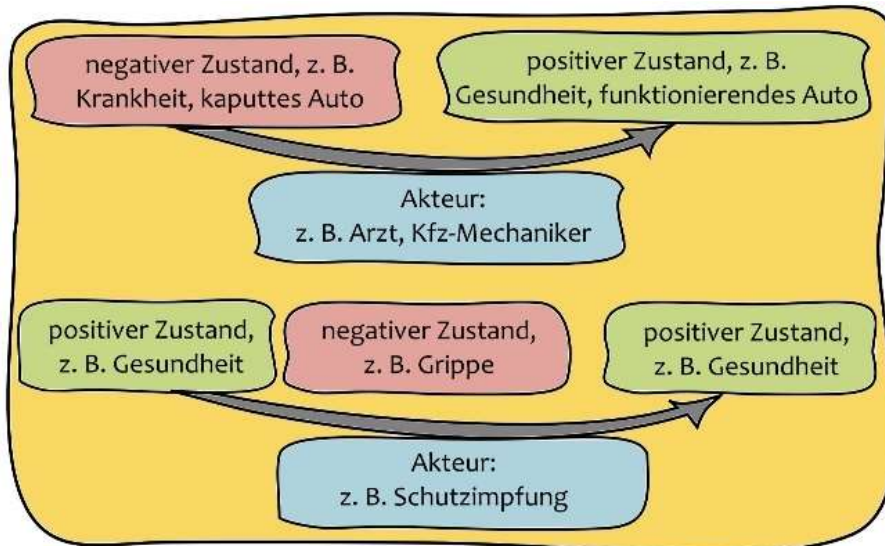 negativer Zustand, z. B.
Krankheit, kaputtes Auto
positiver Zustand, z. B.
Gesundheit, funktionierendes Auto
Akteur:
z. B. Arzt, Kfz-Mechaniker
positiver Zustand,
z. B. Gesundheit
negativer Zustand,
z. B. Grippe
positiver Zustand,
z. B. Gesundheit
Akteur:
z. B. Schutzimpfung